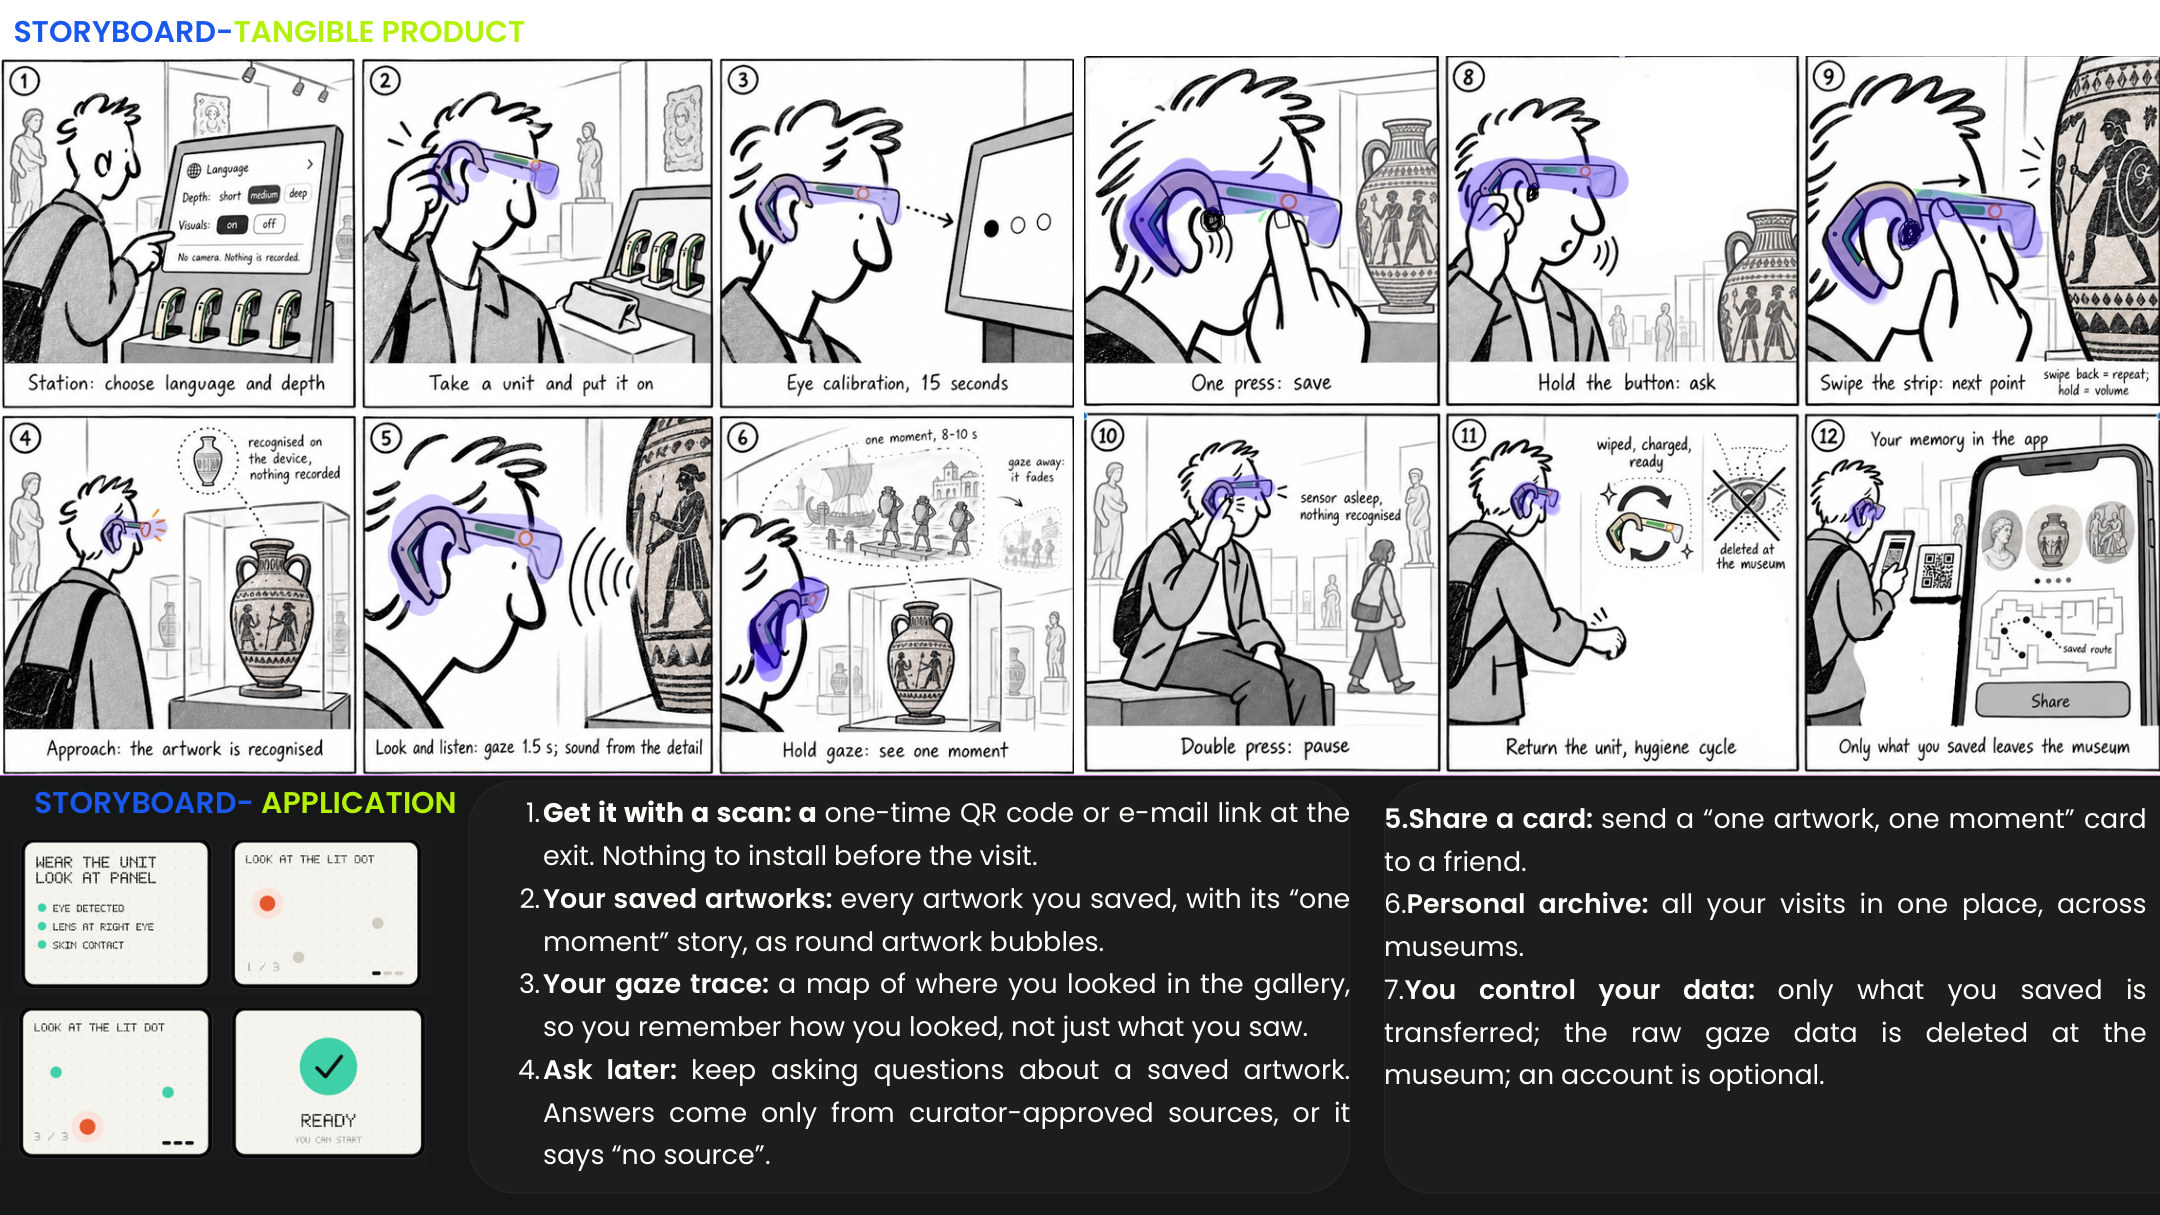 STORYBOARD-TANGIBLE PRODUCT
1
Language
Depth: short medium deep
Visuals: on off
No camera. Nothing is recorded.
Station: choose language and depth
2
Take a unit and put it on
3
Eye calibration, 15 seconds
One press: save
8
Hold the button: ask
9
Swipe the strip: next point
swipe back = repeat;
hold = volume
4
recognised on
the device,
nothing recorded
Approach: the artwork is recognised
5
Look and listen: gaze 1.5 s; sound from the detail
6
one moment, 8-10 s
gaze away:
it fades
Hold gaze: see one moment
10
sensor asleep,
nothing recognised
Double press: pause
11
wiped, charged,
ready
deleted at
the museum
Return the unit, hygiene cycle
12
Your memory in the app
saved route
Share
Only what you saved leaves the museum
STORYBOARD- APPLICATION
WEAR THE UNIT
LOOK AT PANEL
EYE DETECTED
LENS AT RIGHT EYE
SKIN CONTACT
LOOK AT THE LIT DOT
1 / 3
LOOK AT THE LIT DOT
3 / 3
READY
YOU CAN START
1. Get it with a scan: a one-time QR code or e-mail link at the
exit. Nothing to install before the visit.
2. Your saved artworks: every artwork you saved, with its “one
moment” story, as round artwork bubbles.
3. Your gaze trace: a map of where you looked in the gallery,
so you remember how you looked, not just what you saw.
4. Ask later: keep asking questions about a saved artwork.
Answers come only from curator-approved sources, or it
says “no source”.
5.Share a card: send a “one artwork, one moment” card
to a friend.
6.Personal archive: all your visits in one place, across
museums.
7.You control your data: only what you saved is
transferred; the raw gaze data is deleted at the
museum; an account is optional.